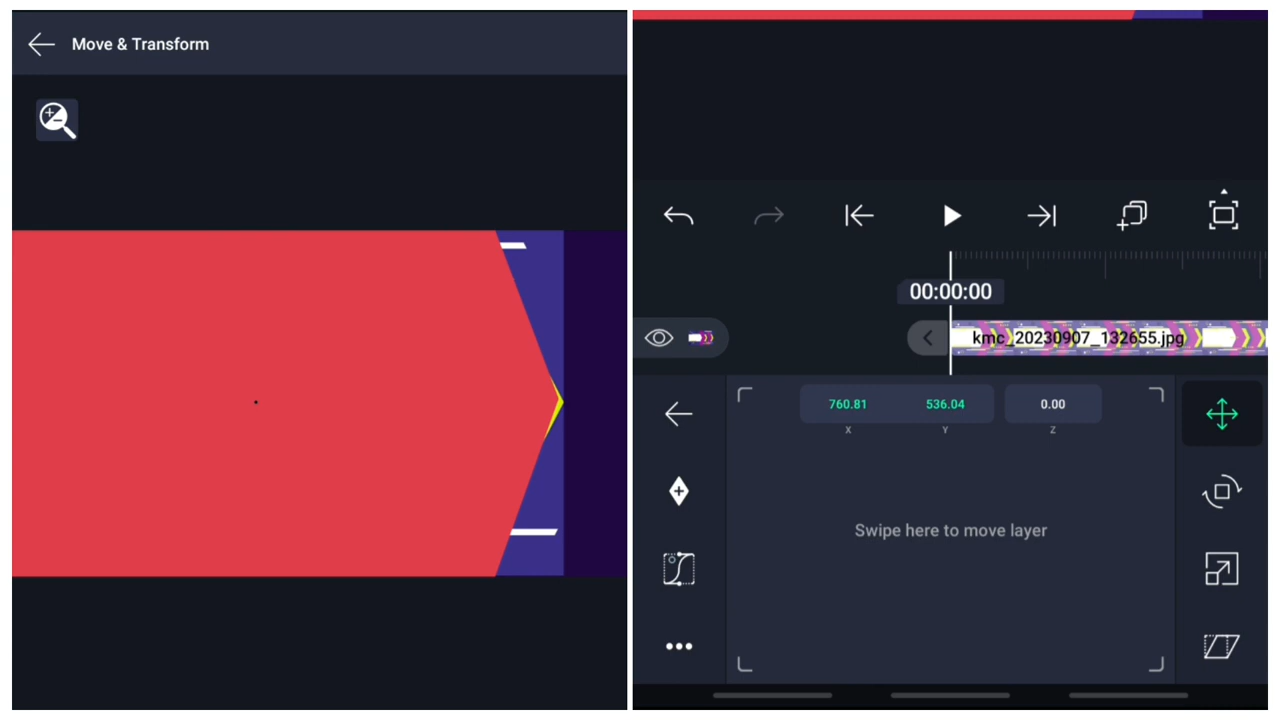 Move & Transform
00:00:00
kmc_20230907_132655.jpg
760.81 536.04 0.00
X Y Z
Swipe here to move layer